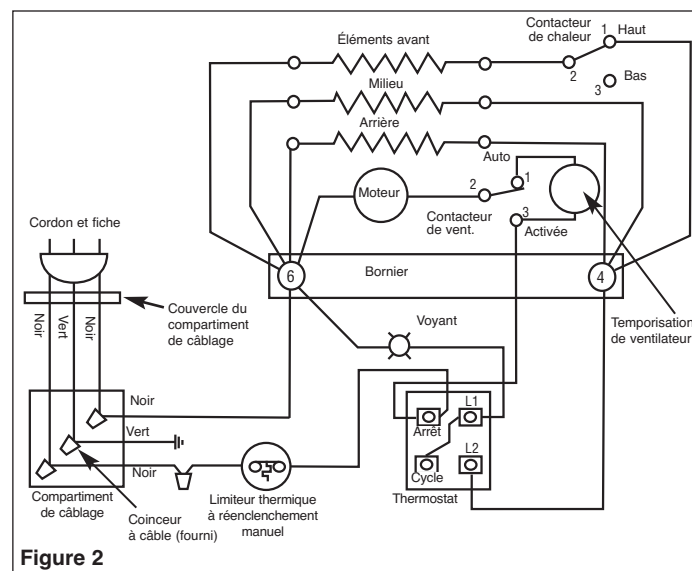 Contacteur
de chaleur
1
Haut
2
Bas
3
Éléments avant
Milieu
Arrière
Auto
1
2
Moteur
3
Contacteur
de vent.
Activée
Cordon et fiche
6
Bornier
4
Couvercle du
compartiment
de câblage
Noir
Vert
Noir
Voyant
Temporisation
de ventilateur
Noir
Vert
Noir
Arrêt
L1
L2
Cycle
Thermostat
Limiteur thermique
à réenclenchement
manuel
Compartiment
de câblage
Coinceur
à câble (fourni)
Figure 2